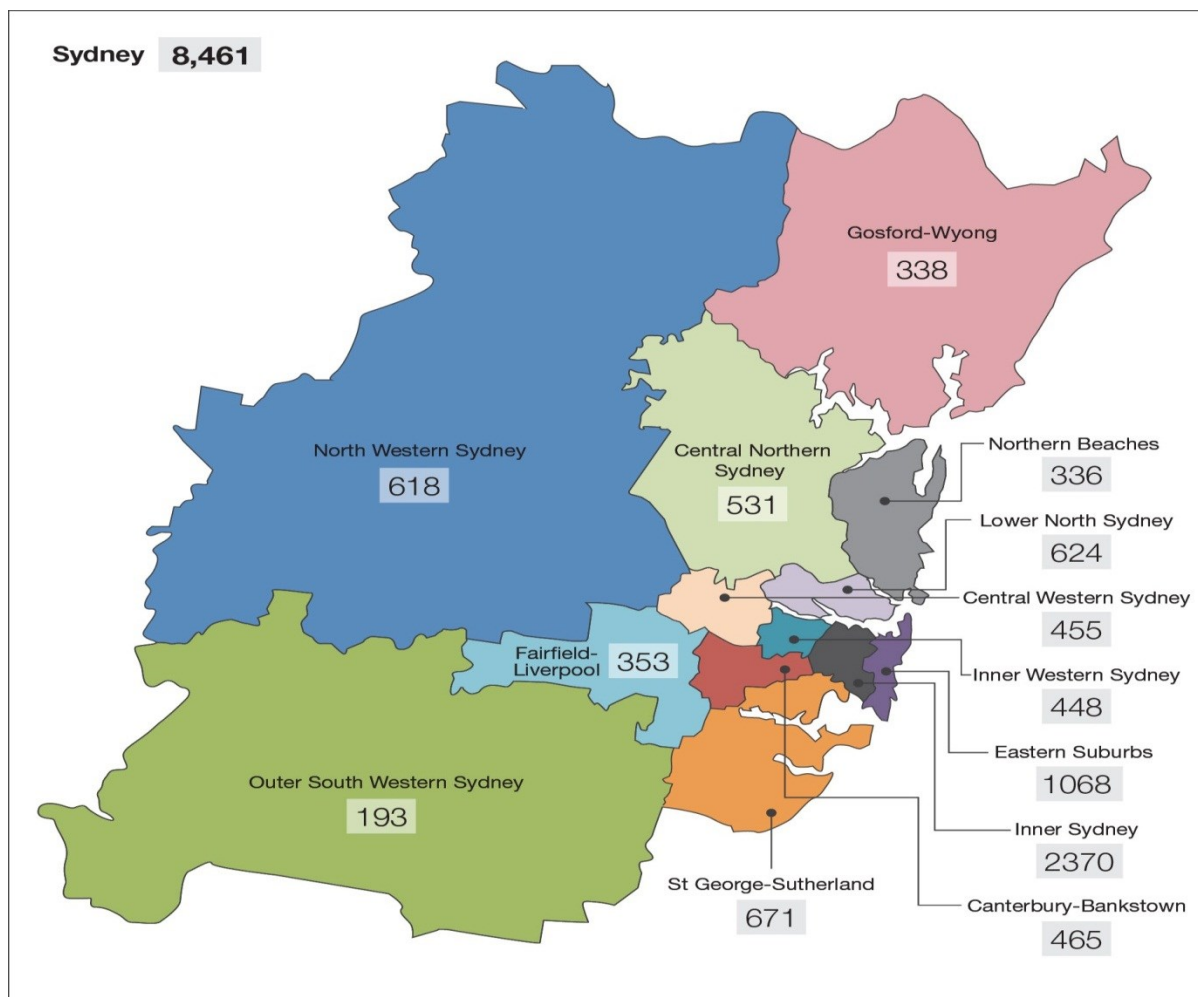 Sydney 8,461
Gosford-Wyong
338
North Western Sydney
618
Central Northern
Sydney
531
Northern Beaches
336
Lower North Sydney
624
Central Western Sydney
455
Fairfield-
Liverpool 353
Inner Western Sydney
448
Eastern Suburbs
1068
Outer South Western Sydney
193
Inner Sydney
2370
St George-Sutherland
671
Canterbury-Bankstown
465